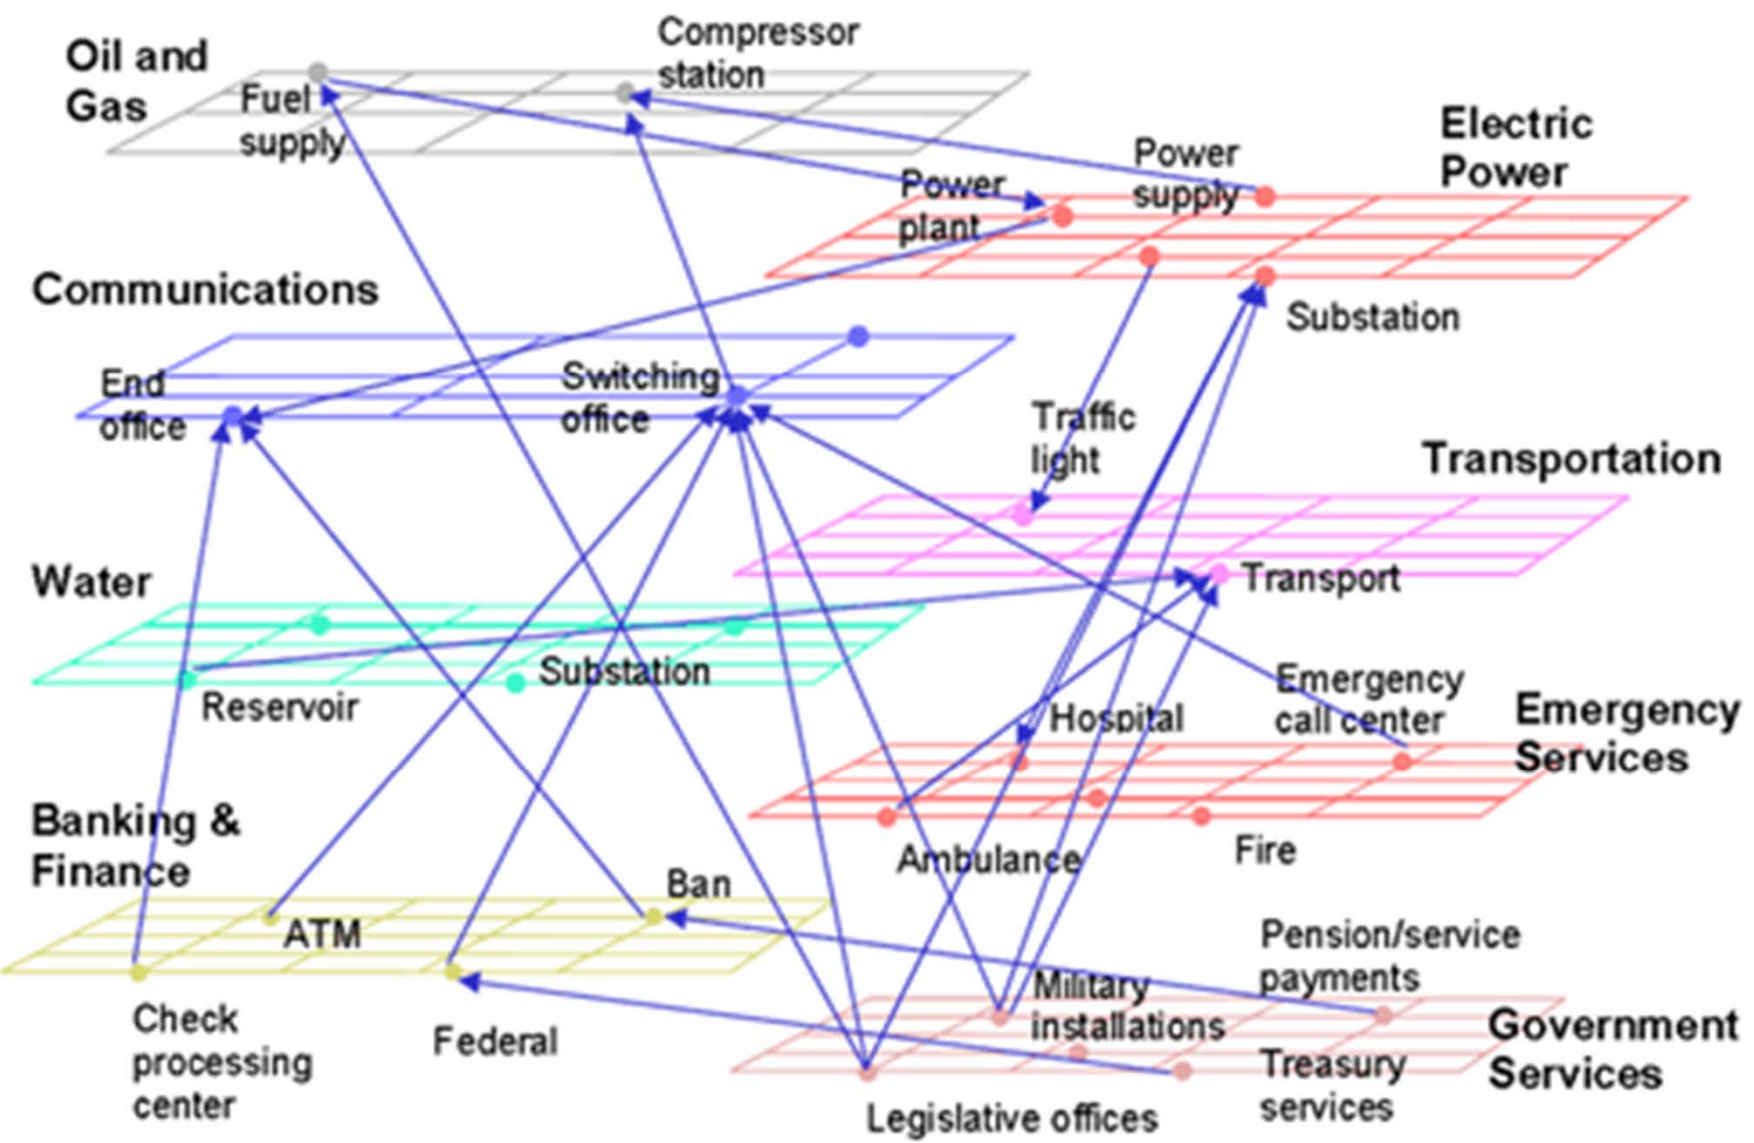 Oil and
Gas
Fuel
supply
Compressor
station
Electric
Power
Power
supply
Power
plant
Substation
Communications
End
office
Switching
office
Traffic
light
Transportation
Transport
Water
Reservoir
Substation
Hospital
Emergency
call center
Emergency
Services
Ambulance
Fire
Banking &
Finance
ATM
Ban
Check
processing
center
Federal
Military
installations
Pension/service
payments
Government
Services
Treasury
services
Legislative offices